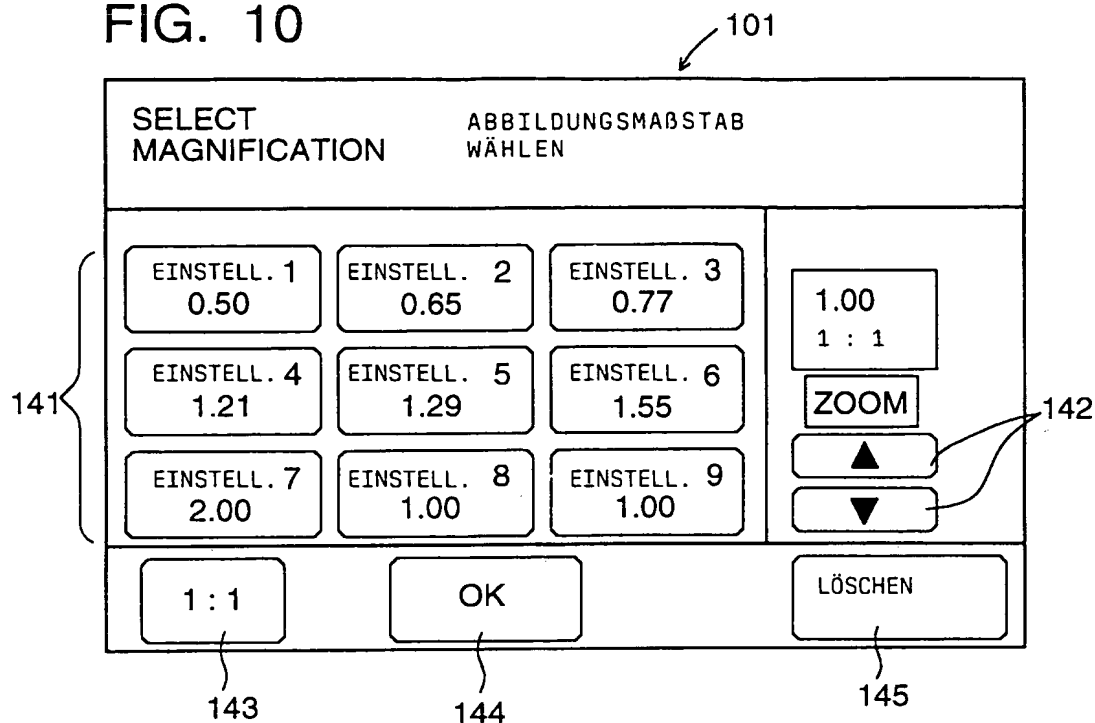 FIG. 10
101
SELECT
MAGNIFICATION
ABBILDUNGSMAßSTAB
WÄHLEN
141
EINSTELL. 1
0.50
EINSTELL. 2
0.65
EINSTELL. 3
0.77
EINSTELL. 4
1.21
EINSTELL. 5
1.29
EINSTELL. 6
1.55
EINSTELL. 7
2.00
EINSTELL. 8
1.00
EINSTELL. 9
1.00
1.00
1 : 1
ZOOM
▲
▼
142
1 : 1
OK
LÖSCHEN
143
144
145